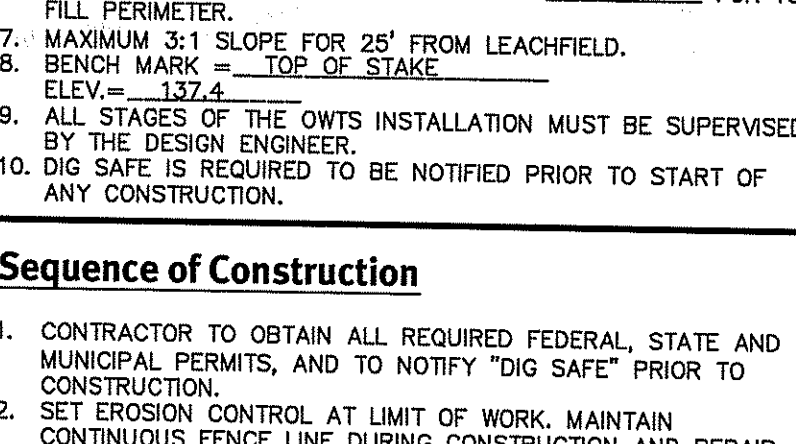 FILL PERIMETER.
7. MAXIMUM 3:1 SLOPE FOR 25' FROM LEACHFIELD.
8. BENCH MARK = TOP OF STAKE
ELEV.= 137.4
9. ALL STAGES OF THE OWTS INSTALLATION MUST BE SUPERVISED
BY THE DESIGN ENGINEER.
10. DIG SAFE IS REQUIRED TO BE NOTIFIED PRIOR TO START OF
ANY CONSTRUCTION.
Sequence of Construction
1. CONTRACTOR TO OBTAIN ALL REQUIRED FEDERAL, STATE AND
MUNICIPAL PERMITS, AND TO NOTIFY "DIG SAFE" PRIOR TO
CONSTRUCTION.
2. SET EROSION CONTROL AT LIMIT OF WORK. MAINTAIN
CONTINUOUS FENCE LINE DURING CONSTRUCTION AND REPAIR